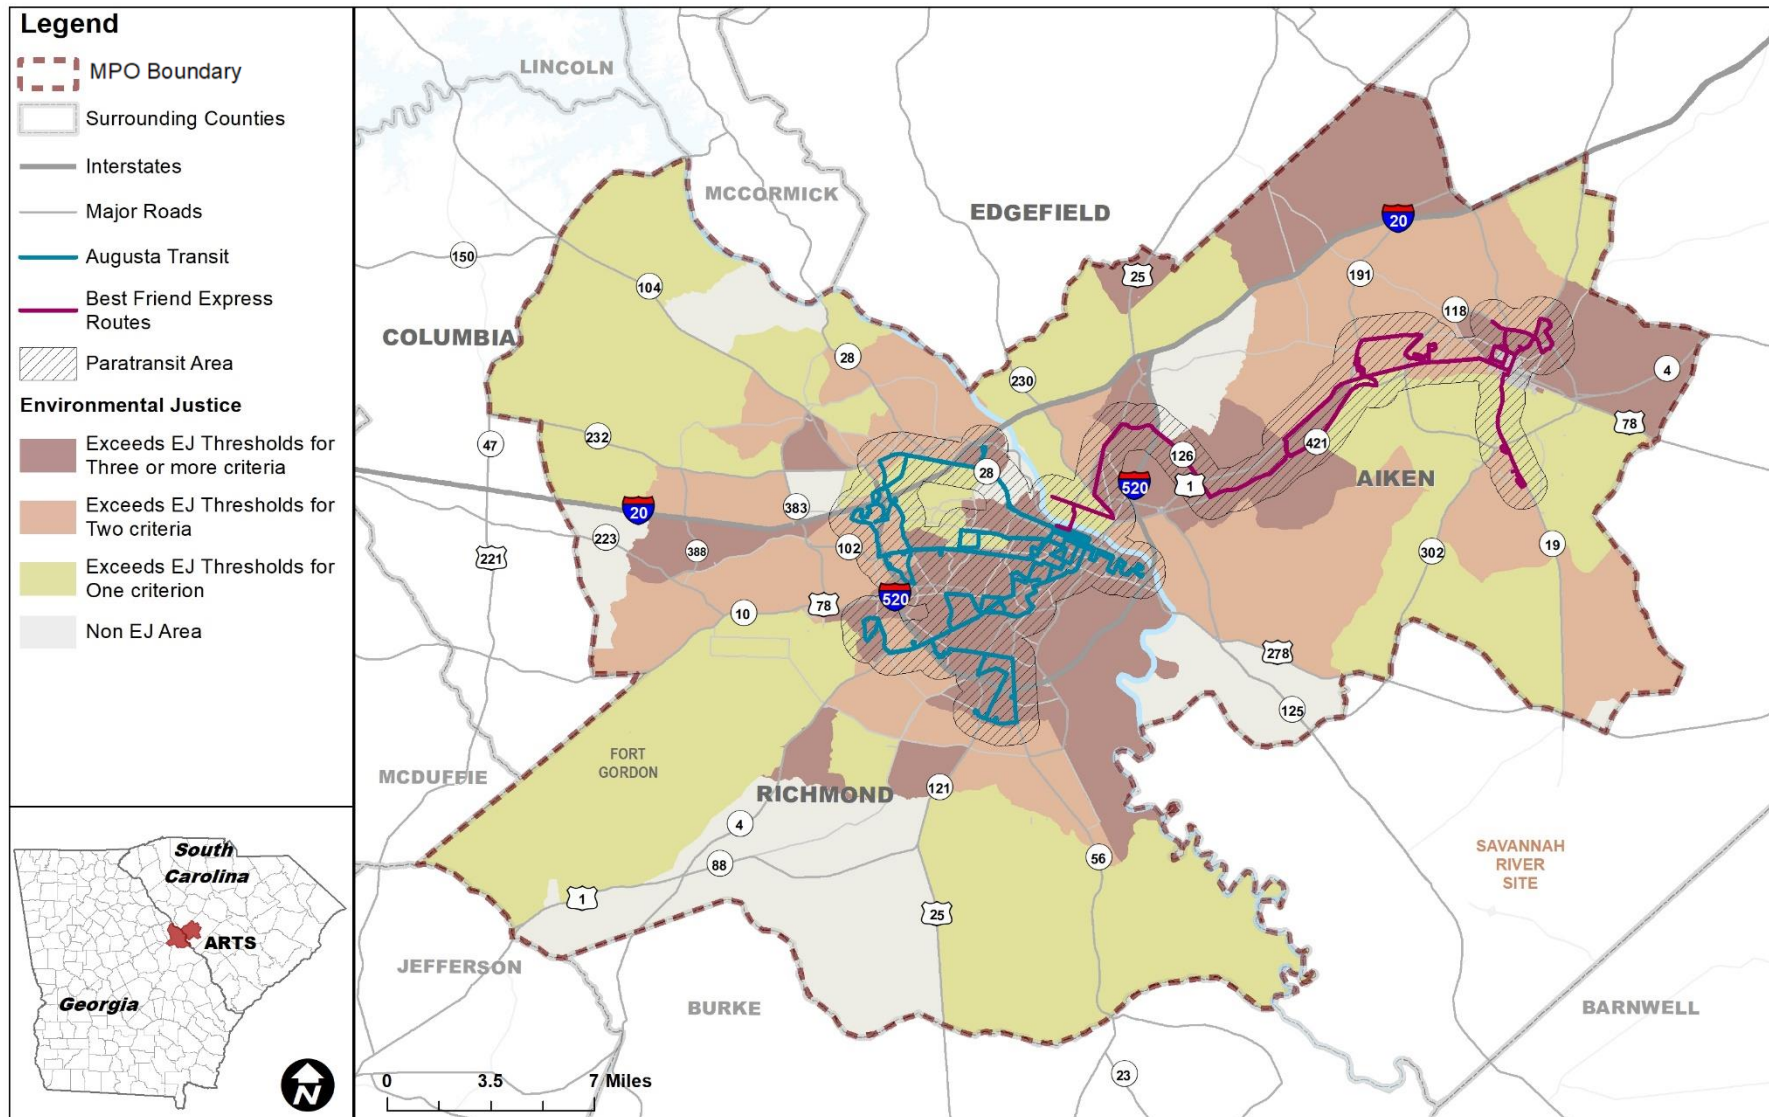 Legend
MPO Boundary
Surrounding Counties
Interstates
Major Roads
Augusta Transit
Best Friend Express
Routes
Paratransit Area
Environmental Justice
Exceeds EJ Thresholds for
Three or more criteria
Exceeds EJ Thresholds for
Two criteria
Exceeds EJ Thresholds for
One criterion
Non EJ Area
South
Carolina
ARTS
Georgia
N
LINCOLN
MCCORMICK
EDGEFIELD
20
150
25
104
191
118
COLUMBIA
28
230
4
78
47
232
421
126
28
AIKEN
520
1
20
383
223
102
388
221
302
19
520
78
10
278
125
FORT
GORDON
MCDUFFIE
RICHMOND
121
4
88
56
SAVANNAH
RIVER
SITE
1
25
JEFFERSON
BURKE
BARNWELL
23
0 3.5 7 Miles